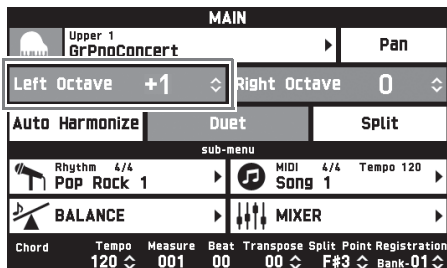 MAIN
Upper 1
GrPnoConcert
Pan
Left Octave +1 Right Octave 0
Auto Harmonize Duet Split
sub-menu
Rhythm 4/4 MIDI 4/4 Tempo 120
Pop Rock 1 Song 1
BALANCE MIXER
Chord Tempo Measure Beat Transpose Split Point Registration
120 001 00 00 F#3 Bank-01